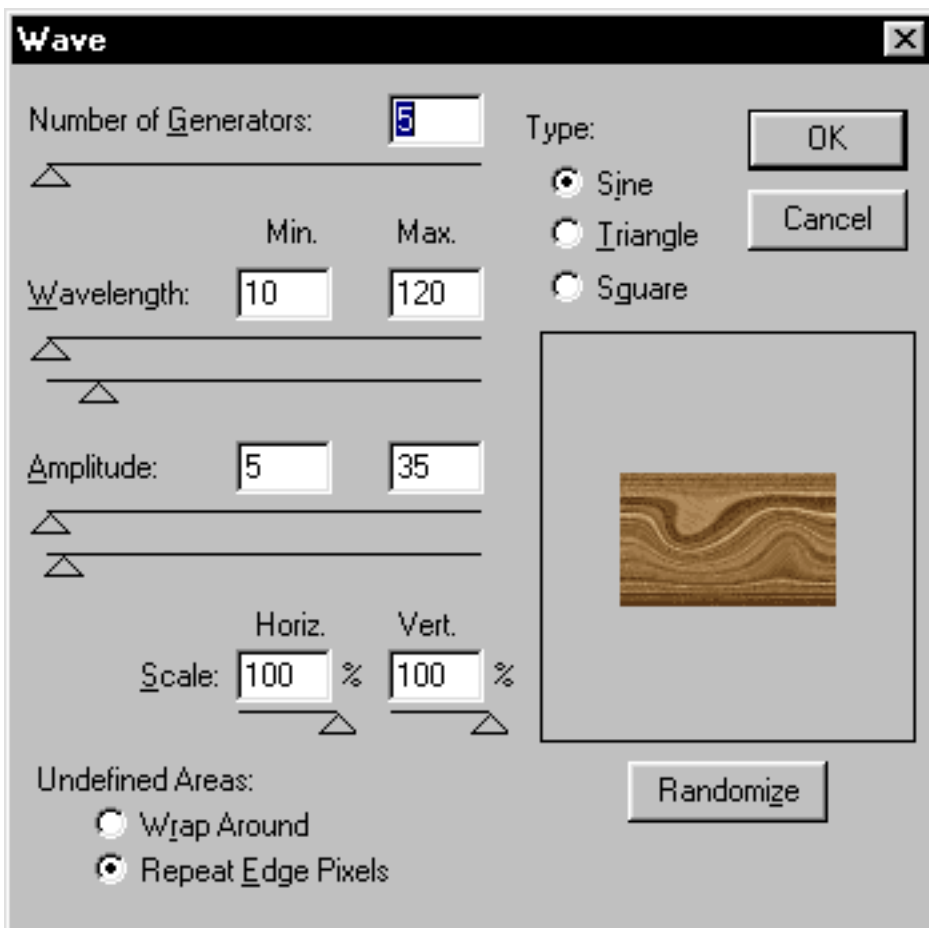 Wave
Number of Generators: 5
Type:
OK
Sine
Cancel
Min. Max.
Triangle
Wavelength: 10 120
Square
Amplitude: 5 35
Horiz. Vert.
Scale: 100 % 100 %
Undefined Areas:
Randomize
Wrap Around
Repeat Edge Pixels